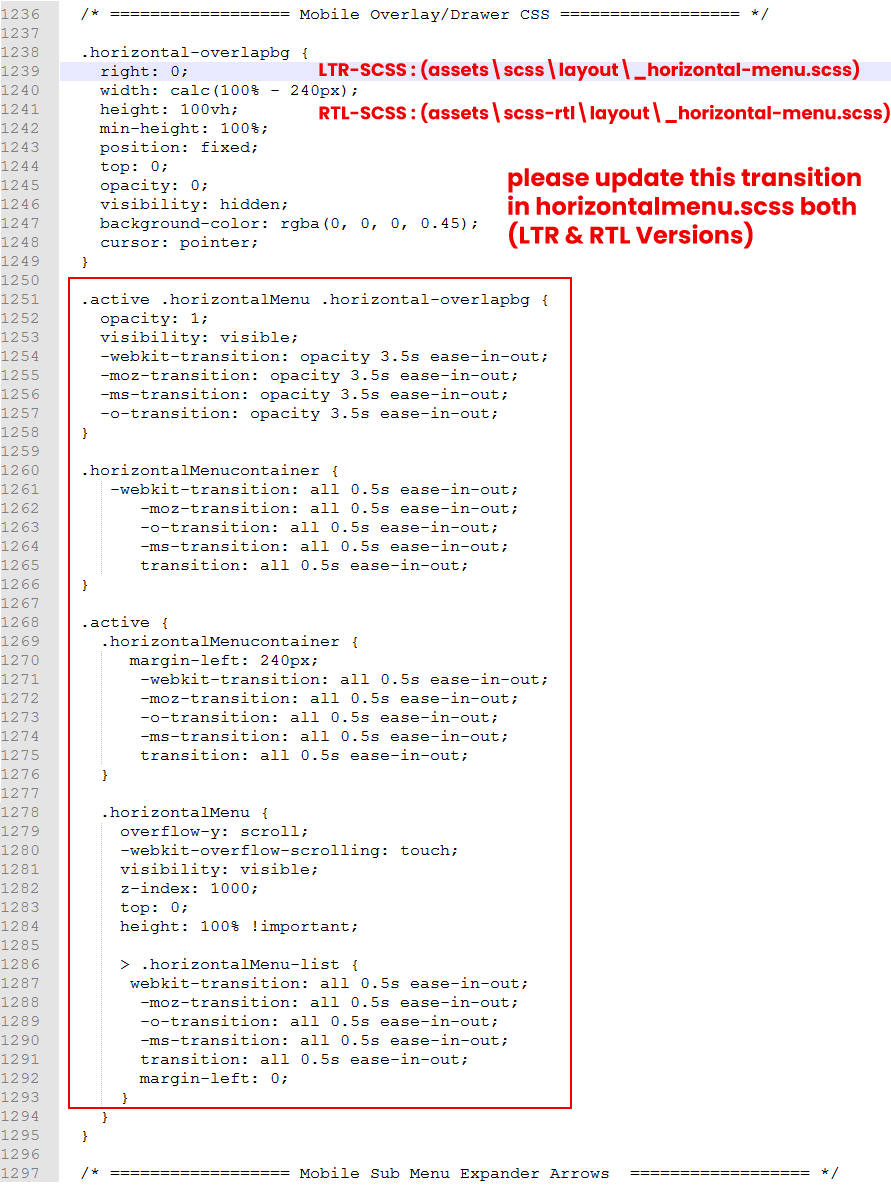 1236 /* ================== Mobile Overlay/Drawer CSS ================== */
1237
1238 .horizontal-overlapbg {
1239 right: 0; LTR-SCSS : (assets\scss\layout\_horizontal-menu.scss)
1240 width: calc(100% - 240px);
1241 height: 100vh; RTL-SCSS : (assets\scss-rtl\layout\_horizontal-menu.scss)
1242 min-height: 100%;
1243 position: fixed;
1244 top: 0;
1245 opacity: 0; please update this transition
1246 visibility: hidden; in horizontalmenu.scss both
1247 background-color: rgba(0, 0, 0, 0.45);
1248 cursor: pointer; (LTR & RTL Versions)
1249 }
1250
1251 .active .horizontalMenu .horizontal-overlapbg {
1252 opacity: 1;
1253 visibility: visible;
1254 -webkit-transition: opacity 3.5s ease-in-out;
1255 -moz-transition: opacity 3.5s ease-in-out;
1256 -ms-transition: opacity 3.5s ease-in-out;
1257 -o-transition: opacity 3.5s ease-in-out;
1258 }
1259
1260 .horizontalMenucontainer {
1261 -webkit-transition: all 0.5s ease-in-out;
1262 -moz-transition: all 0.5s ease-in-out;
1263 -o-transition: all 0.5s ease-in-out;
1264 -ms-transition: all 0.5s ease-in-out;
1265 transition: all 0.5s ease-in-out;
1266 }
1267
1268 .active {
1269 .horizontalMenucontainer {
1270 margin-left: 240px;
1271 -webkit-transition: all 0.5s ease-in-out;
1272 -moz-transition: all 0.5s ease-in-out;
1273 -o-transition: all 0.5s ease-in-out;
1274 -ms-transition: all 0.5s ease-in-out;
1275 transition: all 0.5s ease-in-out;
1276 }
1277
1278 .horizontalMenu {
1279 overflow-y: scroll;
1280 -webkit-overflow-scrolling: touch;
1281 visibility: visible;
1282 z-index: 1000;
1283 top: 0;
1284 height: 100% !important;
1285
1286 > .horizontalMenu-list {
1287 webkit-transition: all 0.5s ease-in-out;
1288 -moz-transition: all 0.5s ease-in-out;
1289 -o-transition: all 0.5s ease-in-out;
1290 -ms-transition: all 0.5s ease-in-out;
1291 transition: all 0.5s ease-in-out;
1292 margin-left: 0;
1293 }
1294 }
1295 }
1296
1297 /* ================== Mobile Sub Menu Expander Arrows ================== */